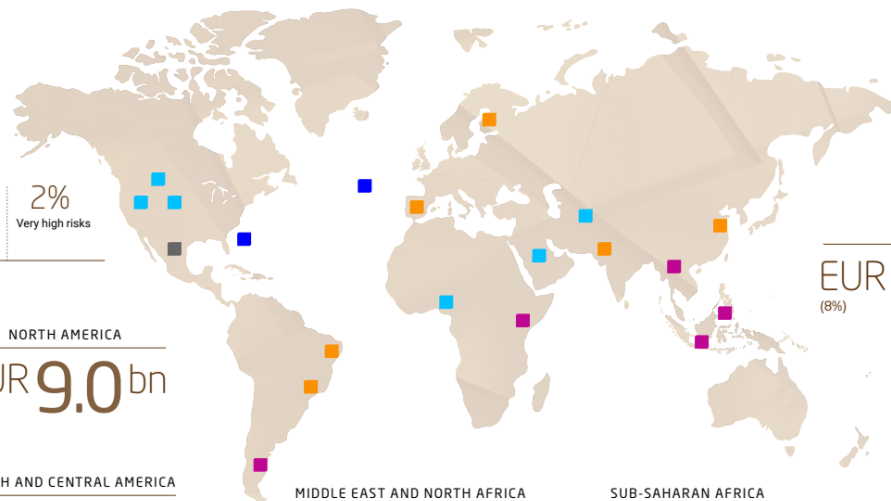 2%
Very high risks
EUR
(8%)
NORTH AMERICA
UR 9.0 bn
H AND CENTRAL AMERICA
MIDDLE EAST AND NORTH AFRICA
SUB-SAHARAN AFRICA